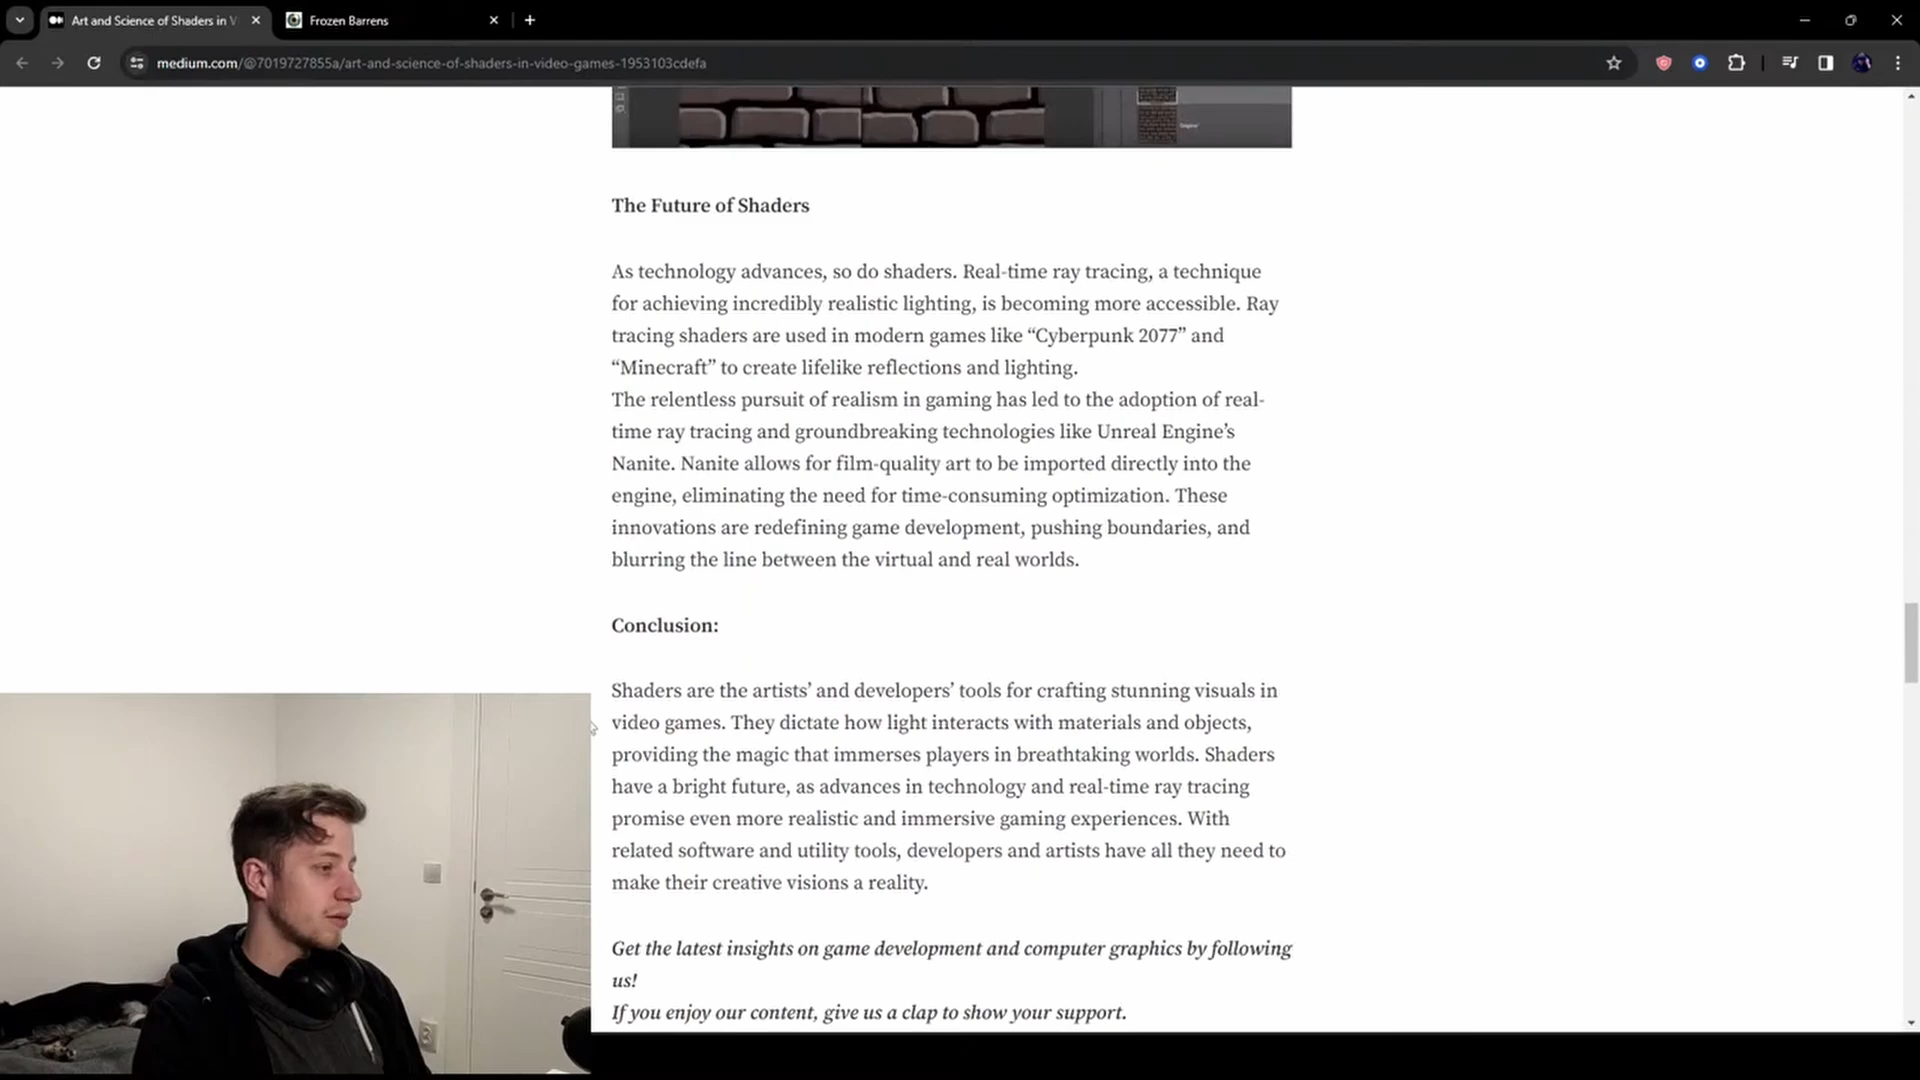 Art and Science of Shaders in V
Frozen Barrens
medium.com/@7019727855a/art-and-science-of-shaders-in-video-games-1953103cdefa
The Future of Shaders
As technology advances, so do shaders. Real-time ray tracing, a technique
for achieving incredibly realistic lighting, is becoming more accessible. Ray
tracing shaders are used in modern games like “Cyberpunk 2077” and
“Minecraft” to create lifelike reflections and lighting.
The relentless pursuit of realism in gaming has led to the adoption of real-
time ray tracing and groundbreaking technologies like Unreal Engine’s
Nanite. Nanite allows for film-quality art to be imported directly into the
engine, eliminating the need for time-consuming optimization. These
innovations are redefining game development, pushing boundaries, and
blurring the line between the virtual and real worlds.
Conclusion:
Shaders are the artists’ and developers’ tools for crafting stunning visuals in
video games. They dictate how light interacts with materials and objects,
providing the magic that immerses players in breathtaking worlds. Shaders
have a bright future, as advances in technology and real-time ray tracing
promise even more realistic and immersive gaming experiences. With
related software and utility tools, developers and artists have all they need to
make their creative visions a reality.
Get the latest insights on game development and computer graphics by following
us!
If you enjoy our content, give us a clap to show your support.